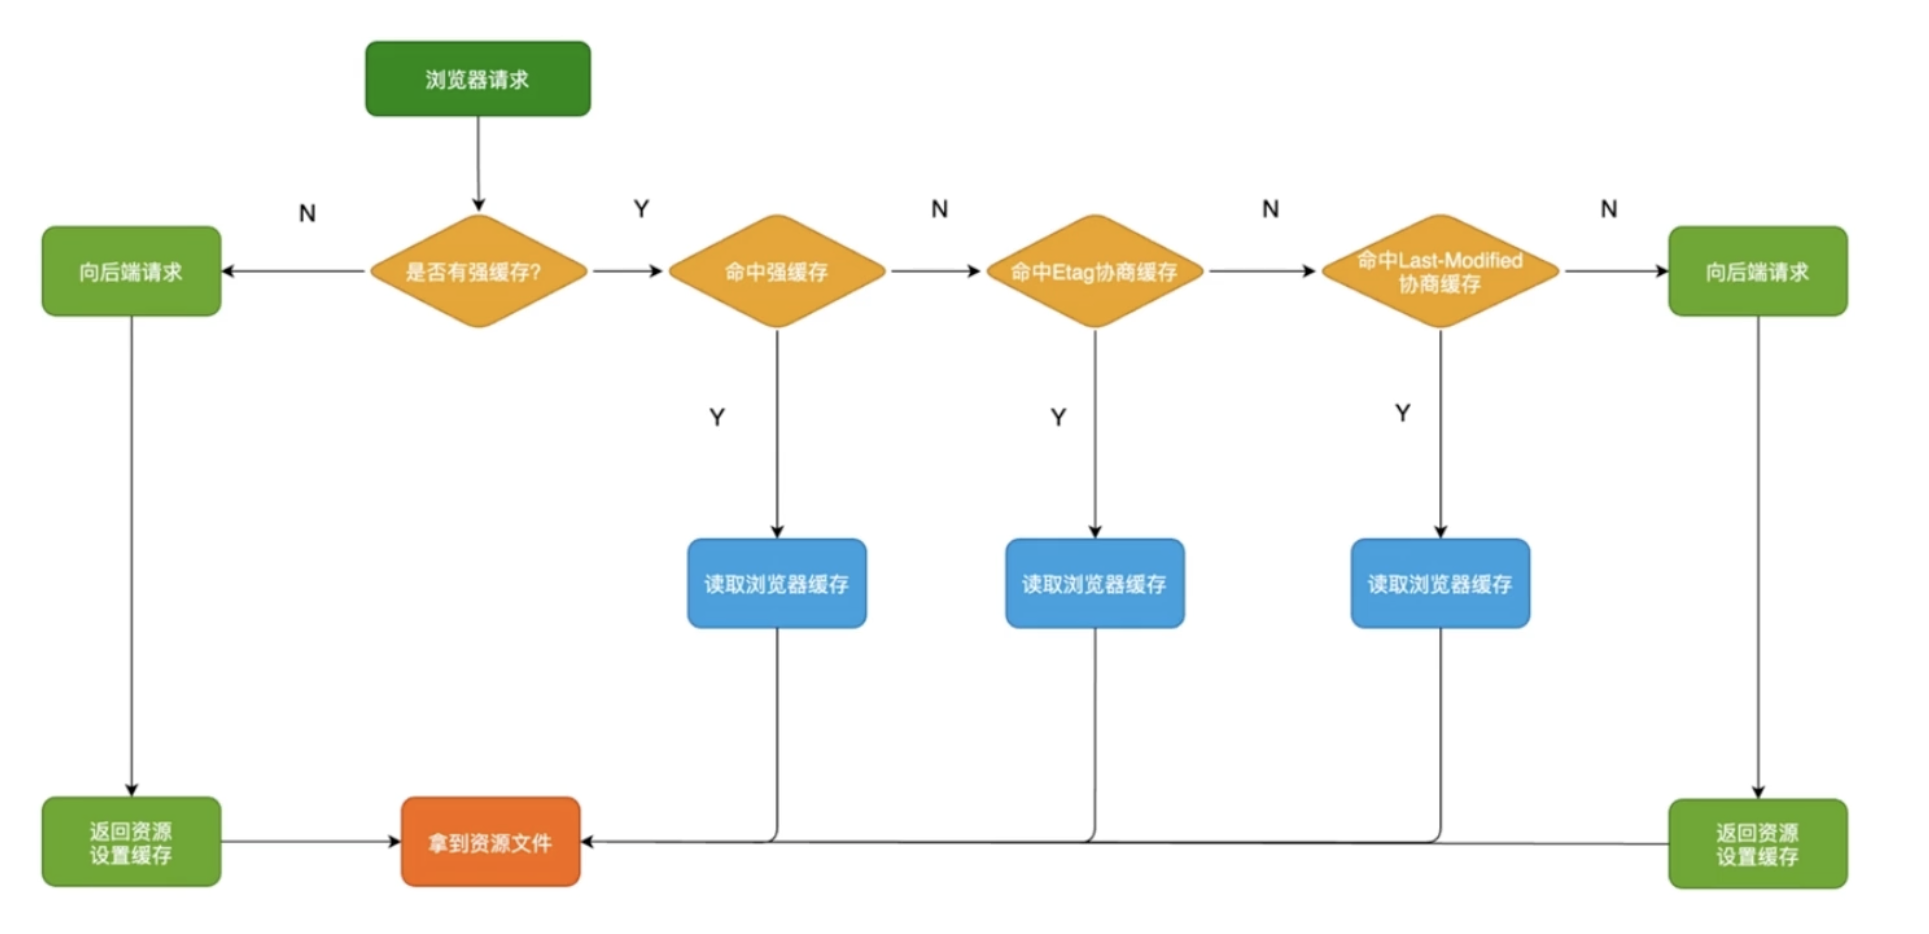 浏览器请求
N
Y
N
N
N
向后端请求
是否有强缓存?
命中强缓存
命中Etag协商缓存
命中Last-Modified
协商缓存
向后端请求
Y
Y
Y
读取浏览器缓存
读取浏览器缓存
读取浏览器缓存
返回资源
设置缓存
拿到资源文件
返回资源
设置缓存